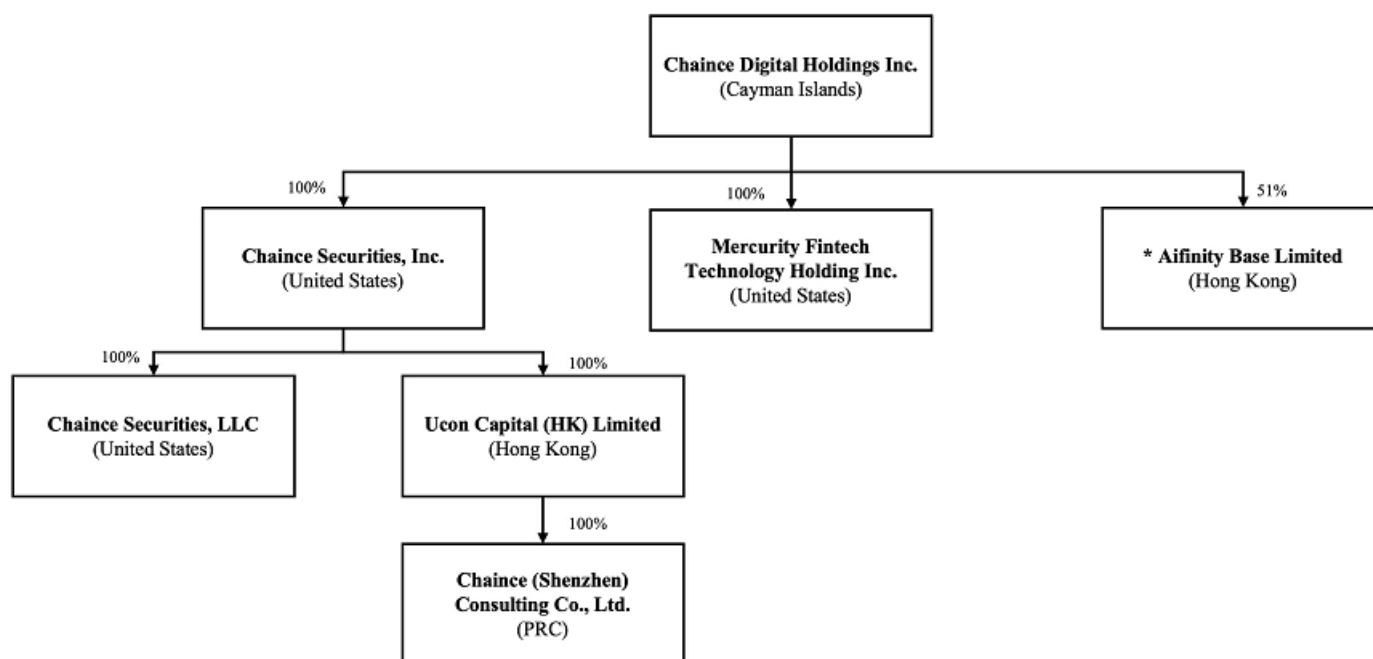 Chaince Digital Holdings Inc.
(Cayman Islands)
100%
100%
51%
Chaince Securities, Inc.
(United States)
Mercurity Fintech
Technology Holding Inc.
(United States)
* Aifinity Base Limited
(Hong Kong)
100%
100%
Chaince Securities, LLC
(United States)
Ucon Capital (HK) Limited
(Hong Kong)
100%
Chaince (Shenzhen)
Consulting Co., Ltd.
(PRC)